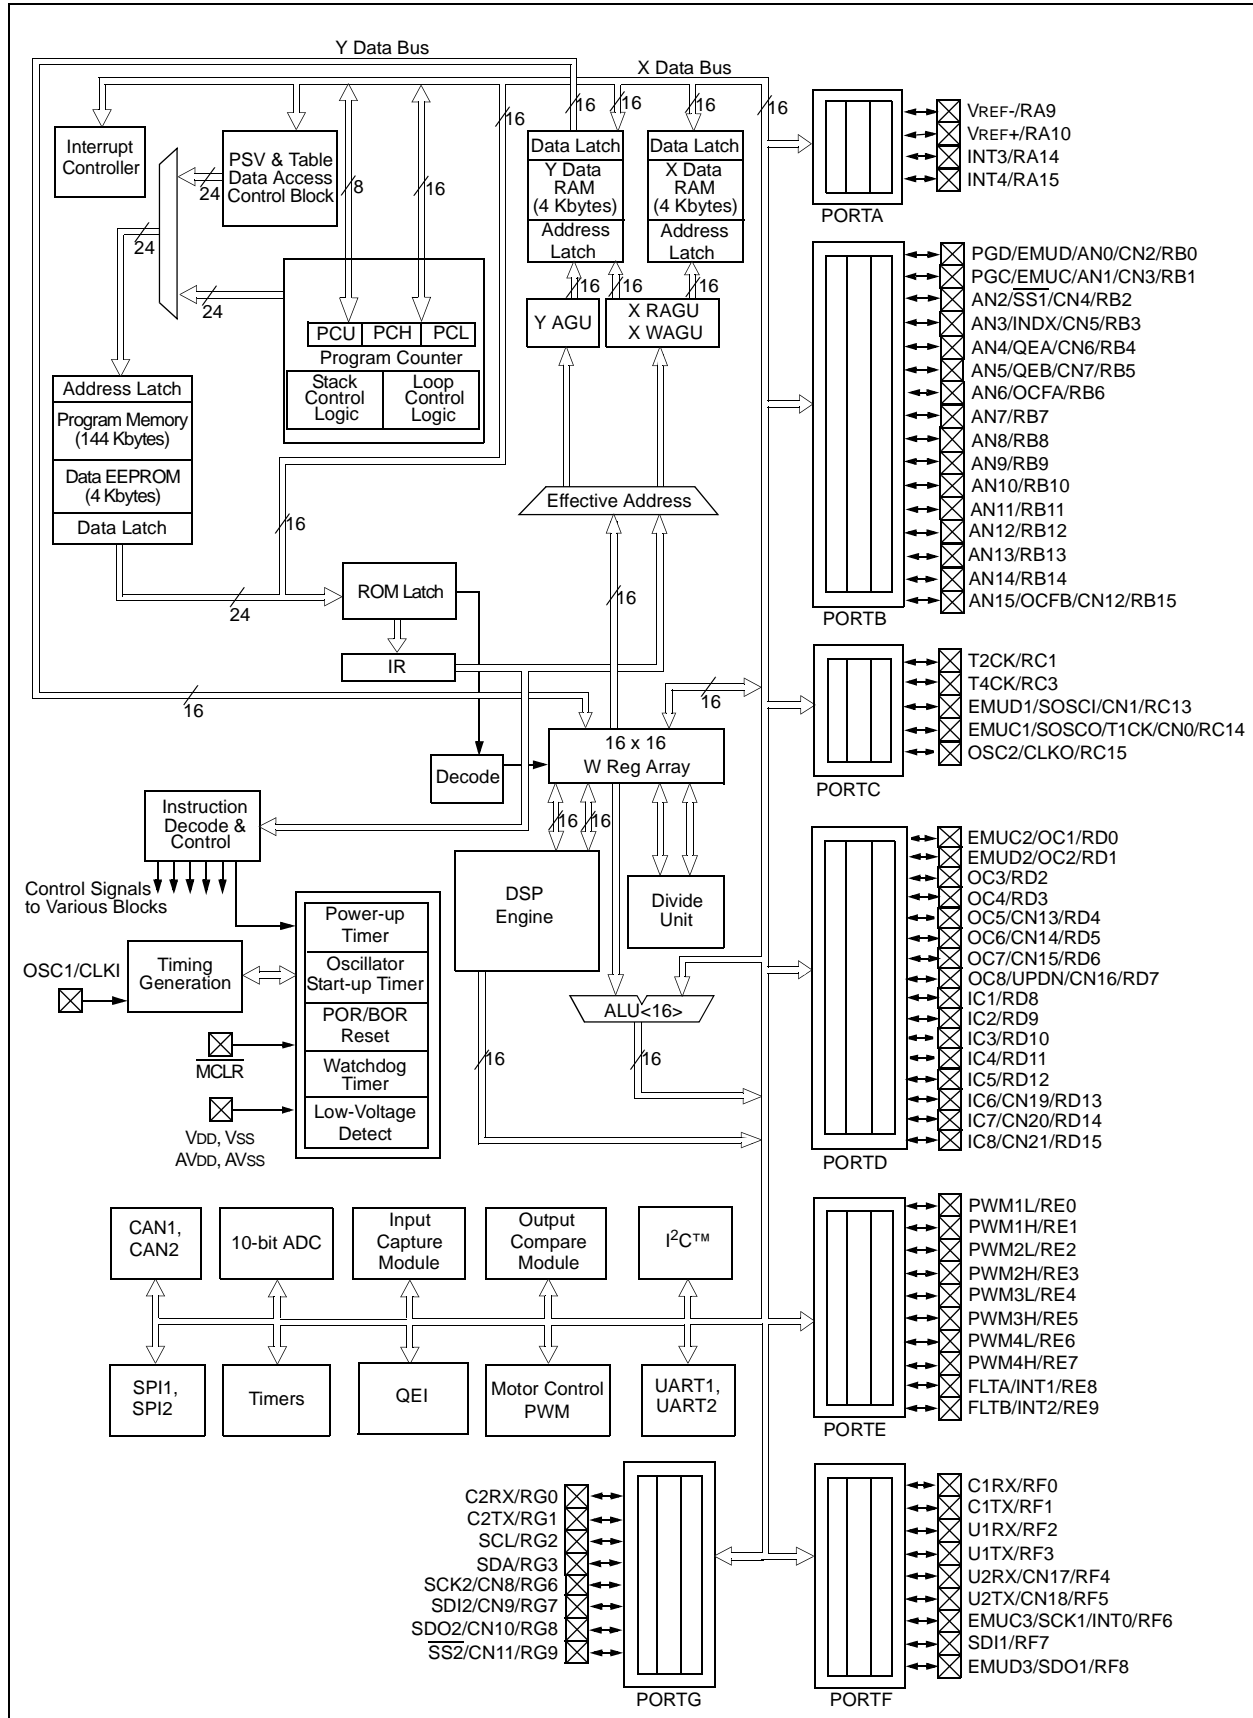 Y Data Bus
X Data Bus
16
16
16
16
16
Interrupt
Controller
PSV & Table
Data Access
Control Block
24
8
16
24
24
Data Latch
Y Data
RAM
(4 Kbytes)
Address
Latch
Data Latch
X Data
RAM
(4 Kbytes)
Address
Latch
16
16
16
Y AGU
X RAGU
X WAGU
PCU
PCH
PCL
Program Counter
Stack
Control
Logic
Loop
Control
Logic
Address Latch
Program Memory
(144 Kbytes)
Data EEPROM
(4 Kbytes)
Data Latch
Effective Address
16
24
ROM Latch
16
IR
16
16
16 x 16
W Reg Array
Decode
Instruction
Decode &
Control
16
16
Control Signals
to Various Blocks
DSP
Engine
Divide
Unit
Power-up
Timer
Oscillator
Start-up Timer
POR/BOR
Reset
Watchdog
Timer
Low-Voltage
Detect
OSC1/CLKI
Timing
Generation
MCLR
VDD, VSS
AVDD, AVSS
ALU<16>
16
16
CAN1,
CAN2
10-bit ADC
Input
Capture
Module
Output
Compare
Module
I2C™
SPI1,
SPI2
Timers
QEI
Motor Control
PWM
UART1,
UART2
VREF-/RA9
VREF+/RA10
INT3/RA14
INT4/RA15
PORTA
PGD/EMUD/AN0/CN2/RB0
PGC/EMUC/AN1/CN3/RB1
AN2/SS1/CN4/RB2
AN3/INDX/CN5/RB3
AN4/QEA/CN6/RB4
AN5/QEB/CN7/RB5
AN6/OCFA/RB6
AN7/RB7
AN8/RB8
AN9/RB9
AN10/RB10
AN11/RB11
AN12/RB12
AN13/RB13
AN14/RB14
AN15/OCFB/CN12/RB15
PORTB
T2CK/RC1
T4CK/RC3
EMUD1/SOSCI/CN1/RC13
EMUC1/SOSCO/T1CK/CN0/RC14
OSC2/CLKO/RC15
PORTC
EMUC2/OC1/RD0
EMUD2/OC2/RD1
OC3/RD2
OC4/RD3
OC5/CN13/RD4
OC6/CN14/RD5
OC7/CN15/RD6
OC8/UPDN/CN16/RD7
IC1/RD8
IC2/RD9
IC3/RD10
IC4/RD11
IC5/RD12
IC6/CN19/RD13
IC7/CN20/RD14
IC8/CN21/RD15
PORTD
PWM1L/RE0
PWM1H/RE1
PWM2L/RE2
PWM2H/RE3
PWM3L/RE4
PWM3H/RE5
PWM4L/RE6
PWM4H/RE7
FLTA/INT1/RE8
FLTB/INT2/RE9
PORTE
C2RX/RG0
C2TX/RG1
SCL/RG2
SDA/RG3
SCK2/CN8/RG6
SDI2/CN9/RG7
SDO2/CN10/RG8
SS2/CN11/RG9
PORTG
C1RX/RF0
C1TX/RF1
U1RX/RF2
U1TX/RF3
U2RX/CN17/RF4
U2TX/CN18/RF5
EMUC3/SCK1/INT0/RF6
SDI1/RF7
EMUD3/SDO1/RF8
PORTF